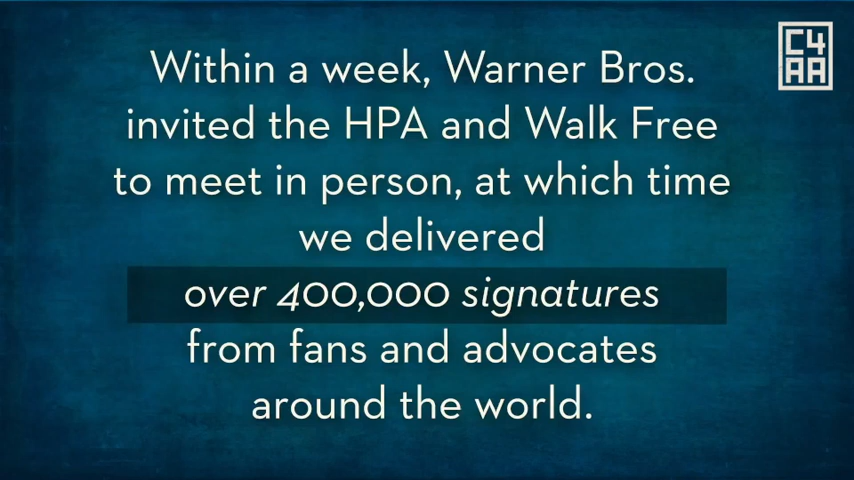 Within a week, Warner Bros.
invited the HPA and Walk Free
to meet in person, at which time
we delivered
over 400,000 signatures
from fans and advocates
around the world.
C4
AA